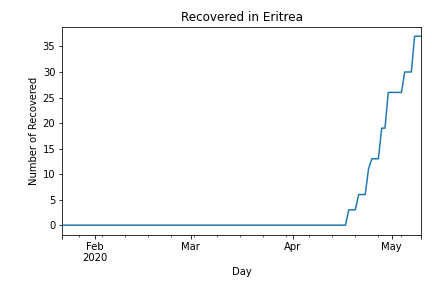 Recovered in Eritrea
Number of Recovered
35
30
25
20
15
10
5
0
Feb
2020
Mar
Apr
May
Day